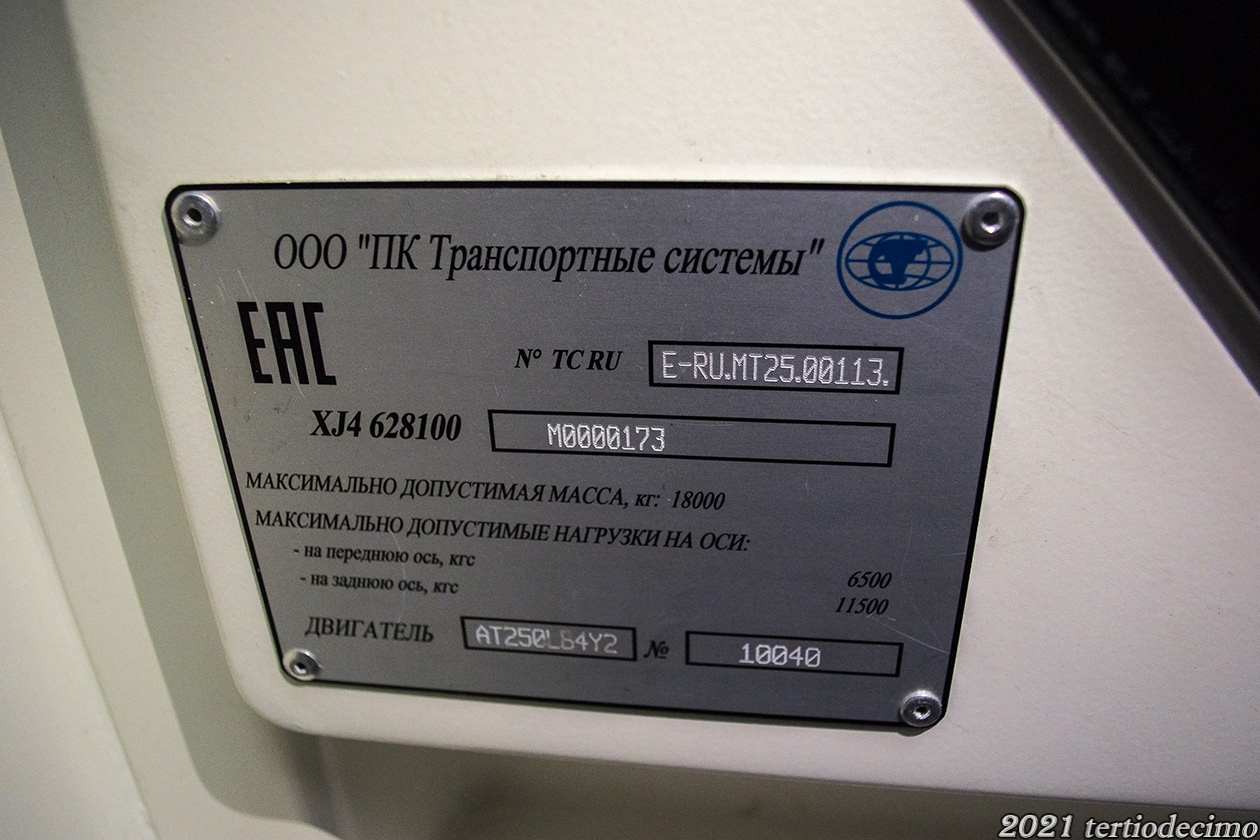 ООО "ПК Транспортные системы"
EAC
N° TC RU E-RU.MT25.00113.
XJ4 628100 M0000173
МАКСИМАЛЬНО ДОПУСТИМАЯ МАССА, кг: 18000
МАКСИМАЛЬНО ДОПУСТИМЫЕ НАГРУЗКИ НА ОСИ:
- на переднюю ось, кгс 6500
- на заднюю ось, кгс 11500
ДВИГАТЕЛЬ № 10040
2021 tertiodecimo